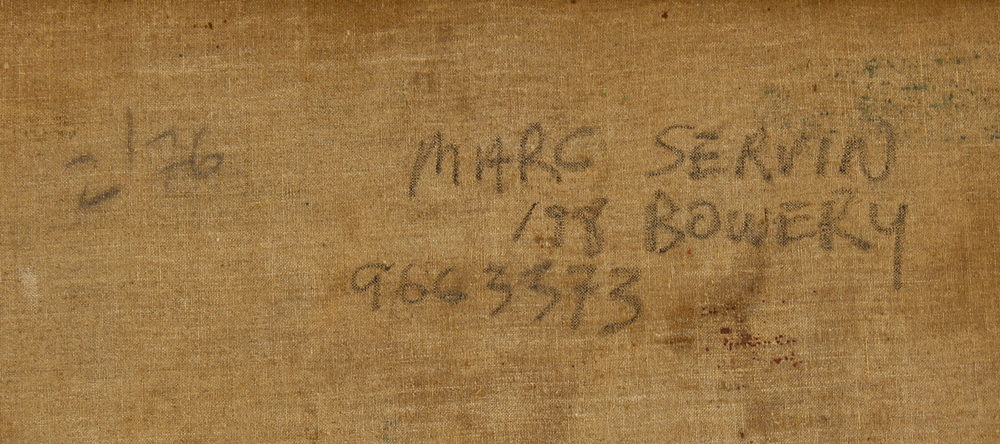 2'76
MARC SERVIN
198 BOWERY
9663573